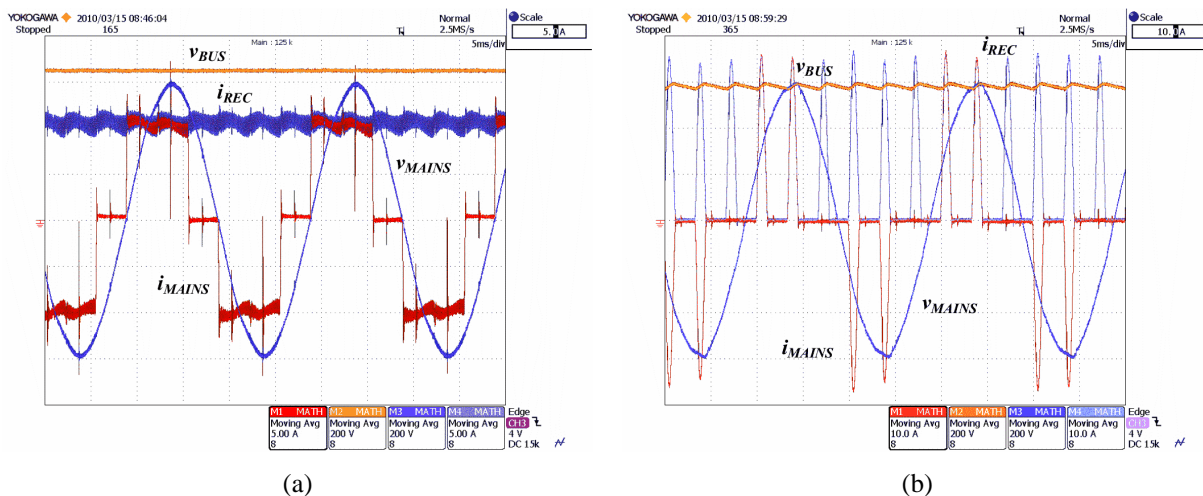 YOKOGAWA 2010/03/15 08:46:04 Normal Scale
Stopped 165 2.5MS/s 5.0A
Main : 125 k 5ms/div
vBUS
iREC
vMAINS
iMAINS
M1 MATH M2 MATH M3 MATH M4 MATH Edge
Moving Avg Moving Avg Moving Avg Moving Avg CH3
5.00 A 200 V 200 V 5.00 A 4 V
8 8 8 8 DC 15k
(a)
YOKOGAWA 2010/03/15 08:59:29 Normal Scale
Stopped 365 2.5MS/s 10.0A
Main : 125 k 5ms/div
iREC
vBUS
vMAINS
iMAINS
M1 MATH M2 MATH M3 MATH M4 MATH Edge
Moving Avg Moving Avg Moving Avg Moving Avg
10.0 A 200 V 200 V 10.0 A 4 V
8 8 8 8 DC 15k
(b)